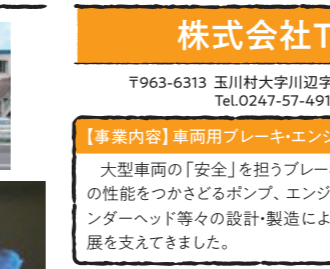 株式会社T
〒963-6313 玉川村大字川辺字
Tel.0247-57-491
【事業内容】車両用ブレーキ・エンジ
大型車両の「安全」を担うブレー
の性能をつかさどるポンプ、エンジ
ンダーヘッド等々の設計・製造によ
展を支えてきました。